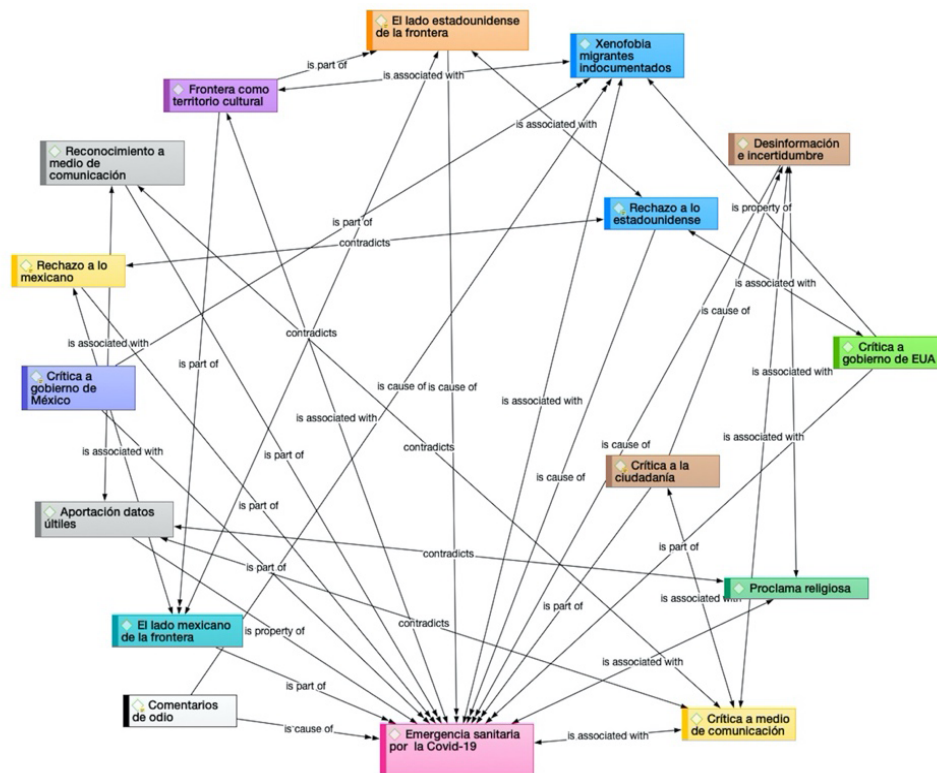 El lado estadounidense
de la frontera
Xenofobia
migrantes
indocumentados
is part of
is associated with
Frontera como
territorio cultural
is associated with
Desinformación
e incertidumbre
Reconocimiento a
medio de
comunicación
is property of
Rechazo a lo
estadounidense
is part of
contradicts
Rechazo a lo
mexicano
is associated with
is cause of
contradicts
is associated with
is part of
Crítica a
gobierno de EUA
is associated with
Crítica a
gobierno de
México
is cause of
is cause of
is associated with
is associated with
is associated with
is cause of
contradicts
is associated with
is part of
Crítica a la
ciudadanía
is cause of
is part of
Aportación datos
últiles
is part of
contradicts
is part of
Proclama religiosa
is associated with
is part of
El lado mexicano
de la frontera
is property of
contradicts
is associated with
is part of
Comentarios
de odio
is cause of
Emergencia sanitaria
por la Covid-19
is associated with
Crítica a medio
de comunicación